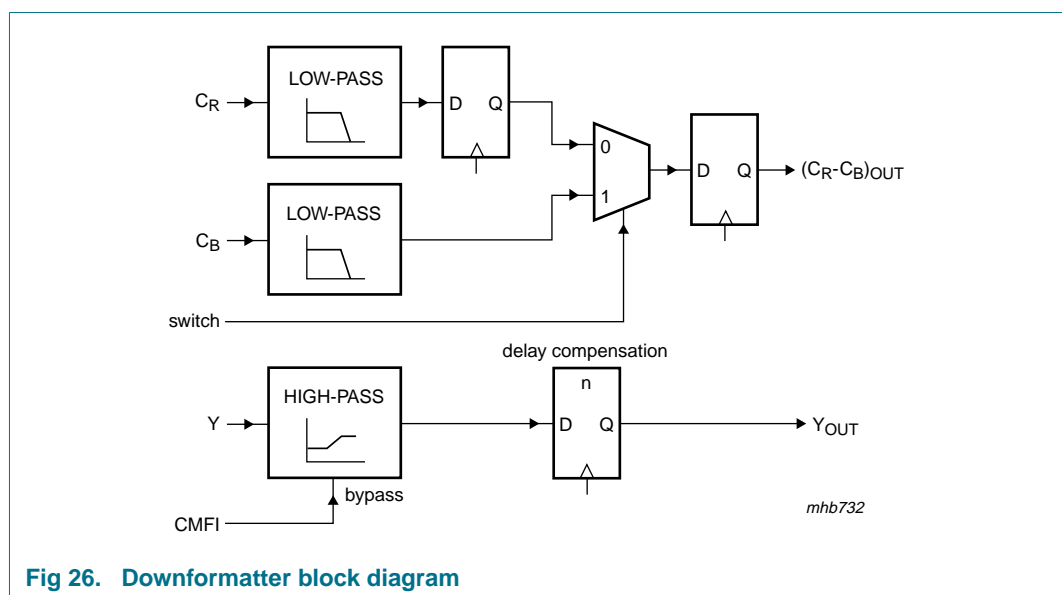 LOW-PASS
C_R
D Q
0
D Q
(C_R-C_B)_OUT
1
LOW-PASS
C_B
switch
delay compensation
HIGH-PASS
n
Y
D Q
Y_OUT
bypass
CMFI
mhb732
Fig 26. Downformatter block diagram